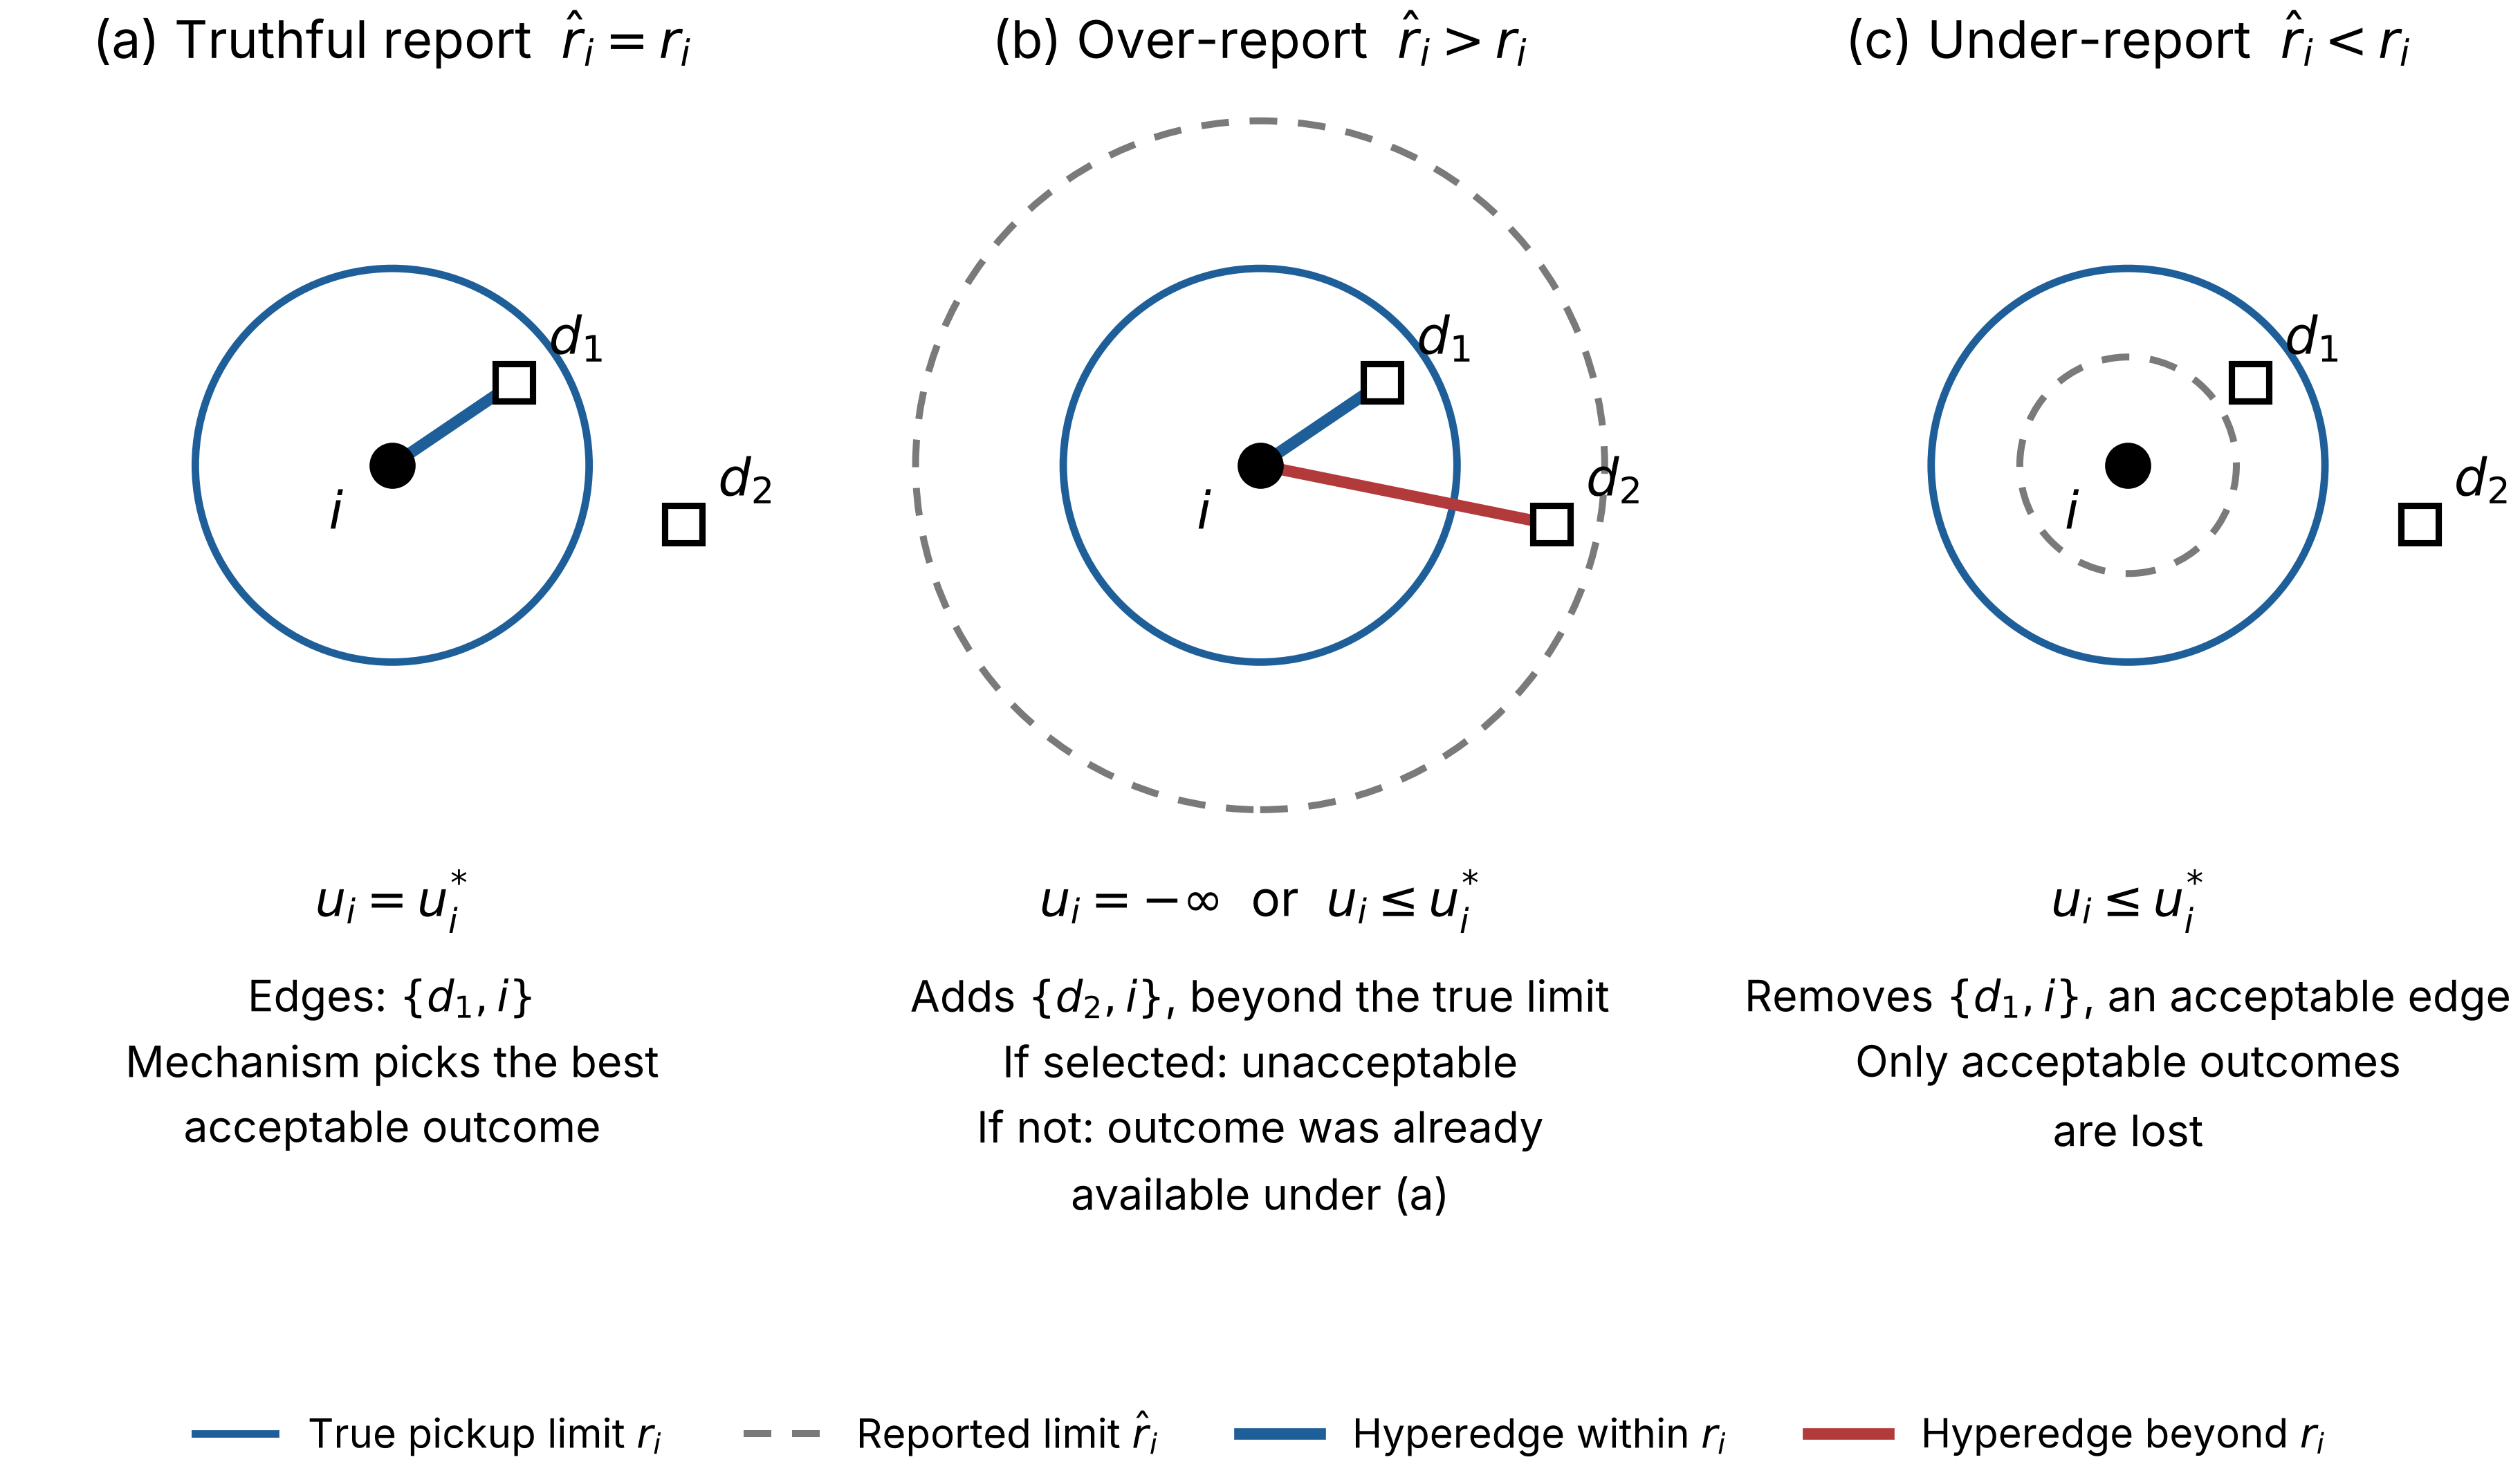 (a) Truthful report r̂ᵢ = rᵢ
(b) Over-report r̂ᵢ > rᵢ
(c) Under-report r̂ᵢ < rᵢ
d₁
d₂
i
d₁
d₂
i
d₁
d₂
i
uᵢ = uᵢ*
Edges: {d₁, i}
Mechanism picks the best
acceptable outcome
uᵢ = −∞ or uᵢ ≤ uᵢ*
Adds {d₂, i}, beyond the true limit
If selected: unacceptable
If not: outcome was already
available under (a)
uᵢ ≤ uᵢ*
Removes {d₁, i}, an acceptable edge
Only acceptable outcomes
are lost
True pickup limit rᵢ
Reported limit r̂ᵢ
Hyperedge within rᵢ
Hyperedge beyond rᵢ